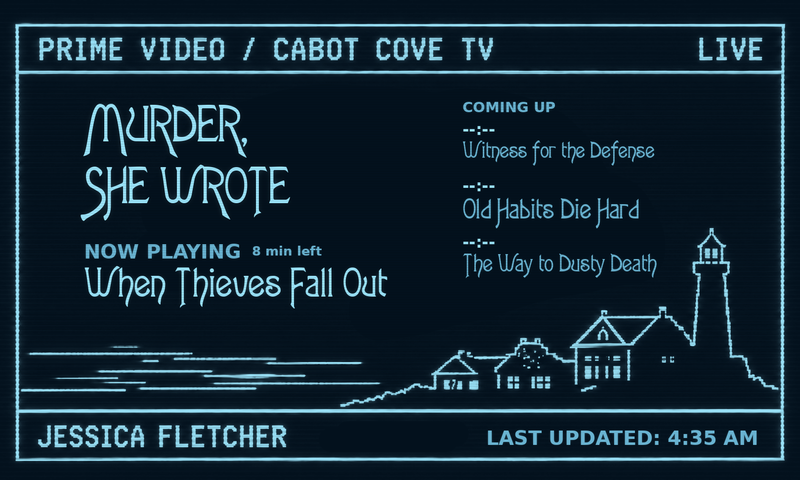 PRIME VIDEO / CABOT COVE TV
LIVE
MURDER,
SHE WROTE
NOW PLAYING 8 min left
When Thieves Fall Out
COMING UP
--:--
Witness for the Defense
--:--
Old Habits Die Hard
--:--
The Way to Dusty Death
JESSICA FLETCHER
LAST UPDATED: 4:35 AM